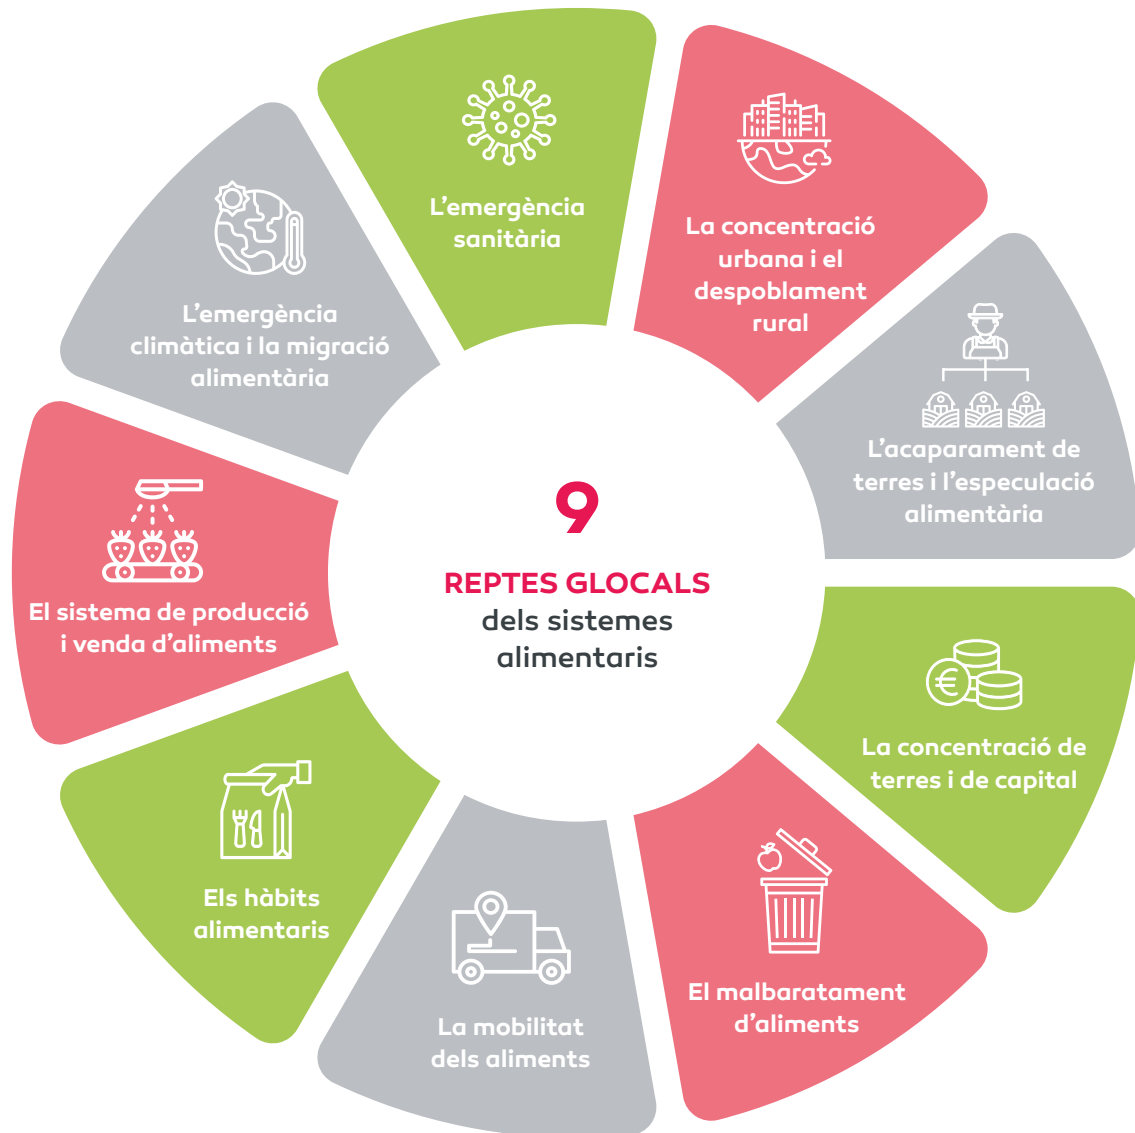 L'emergència
sanitària
La concentració
urbana i el
despoblament
rural
L'acaparament de
terres i l'especulació
alimentària
La concentració de
terres i de capital
El malbaratament
d'aliments
La mobilitat
dels aliments
Els hàbits
alimentaris
El sistema de producció
i venda d'aliments
L'emergència
climàtica i la migració
alimentària
9
REPTES GLOCALS
dels sistemes
alimentaris
€